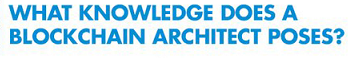 WHAT KNOWLEDGE DOES A
BLOCKCHAIN ARCHITECT POSES?